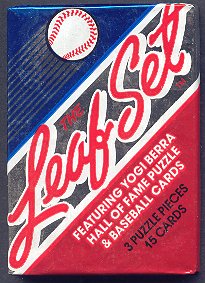 THE
Leaf Set
FEATURING YOGI BERRA
HALL OF FAME PUZZLE
& BASEBALL CARDS
3 PUZZLE PIECES
15 CARDS